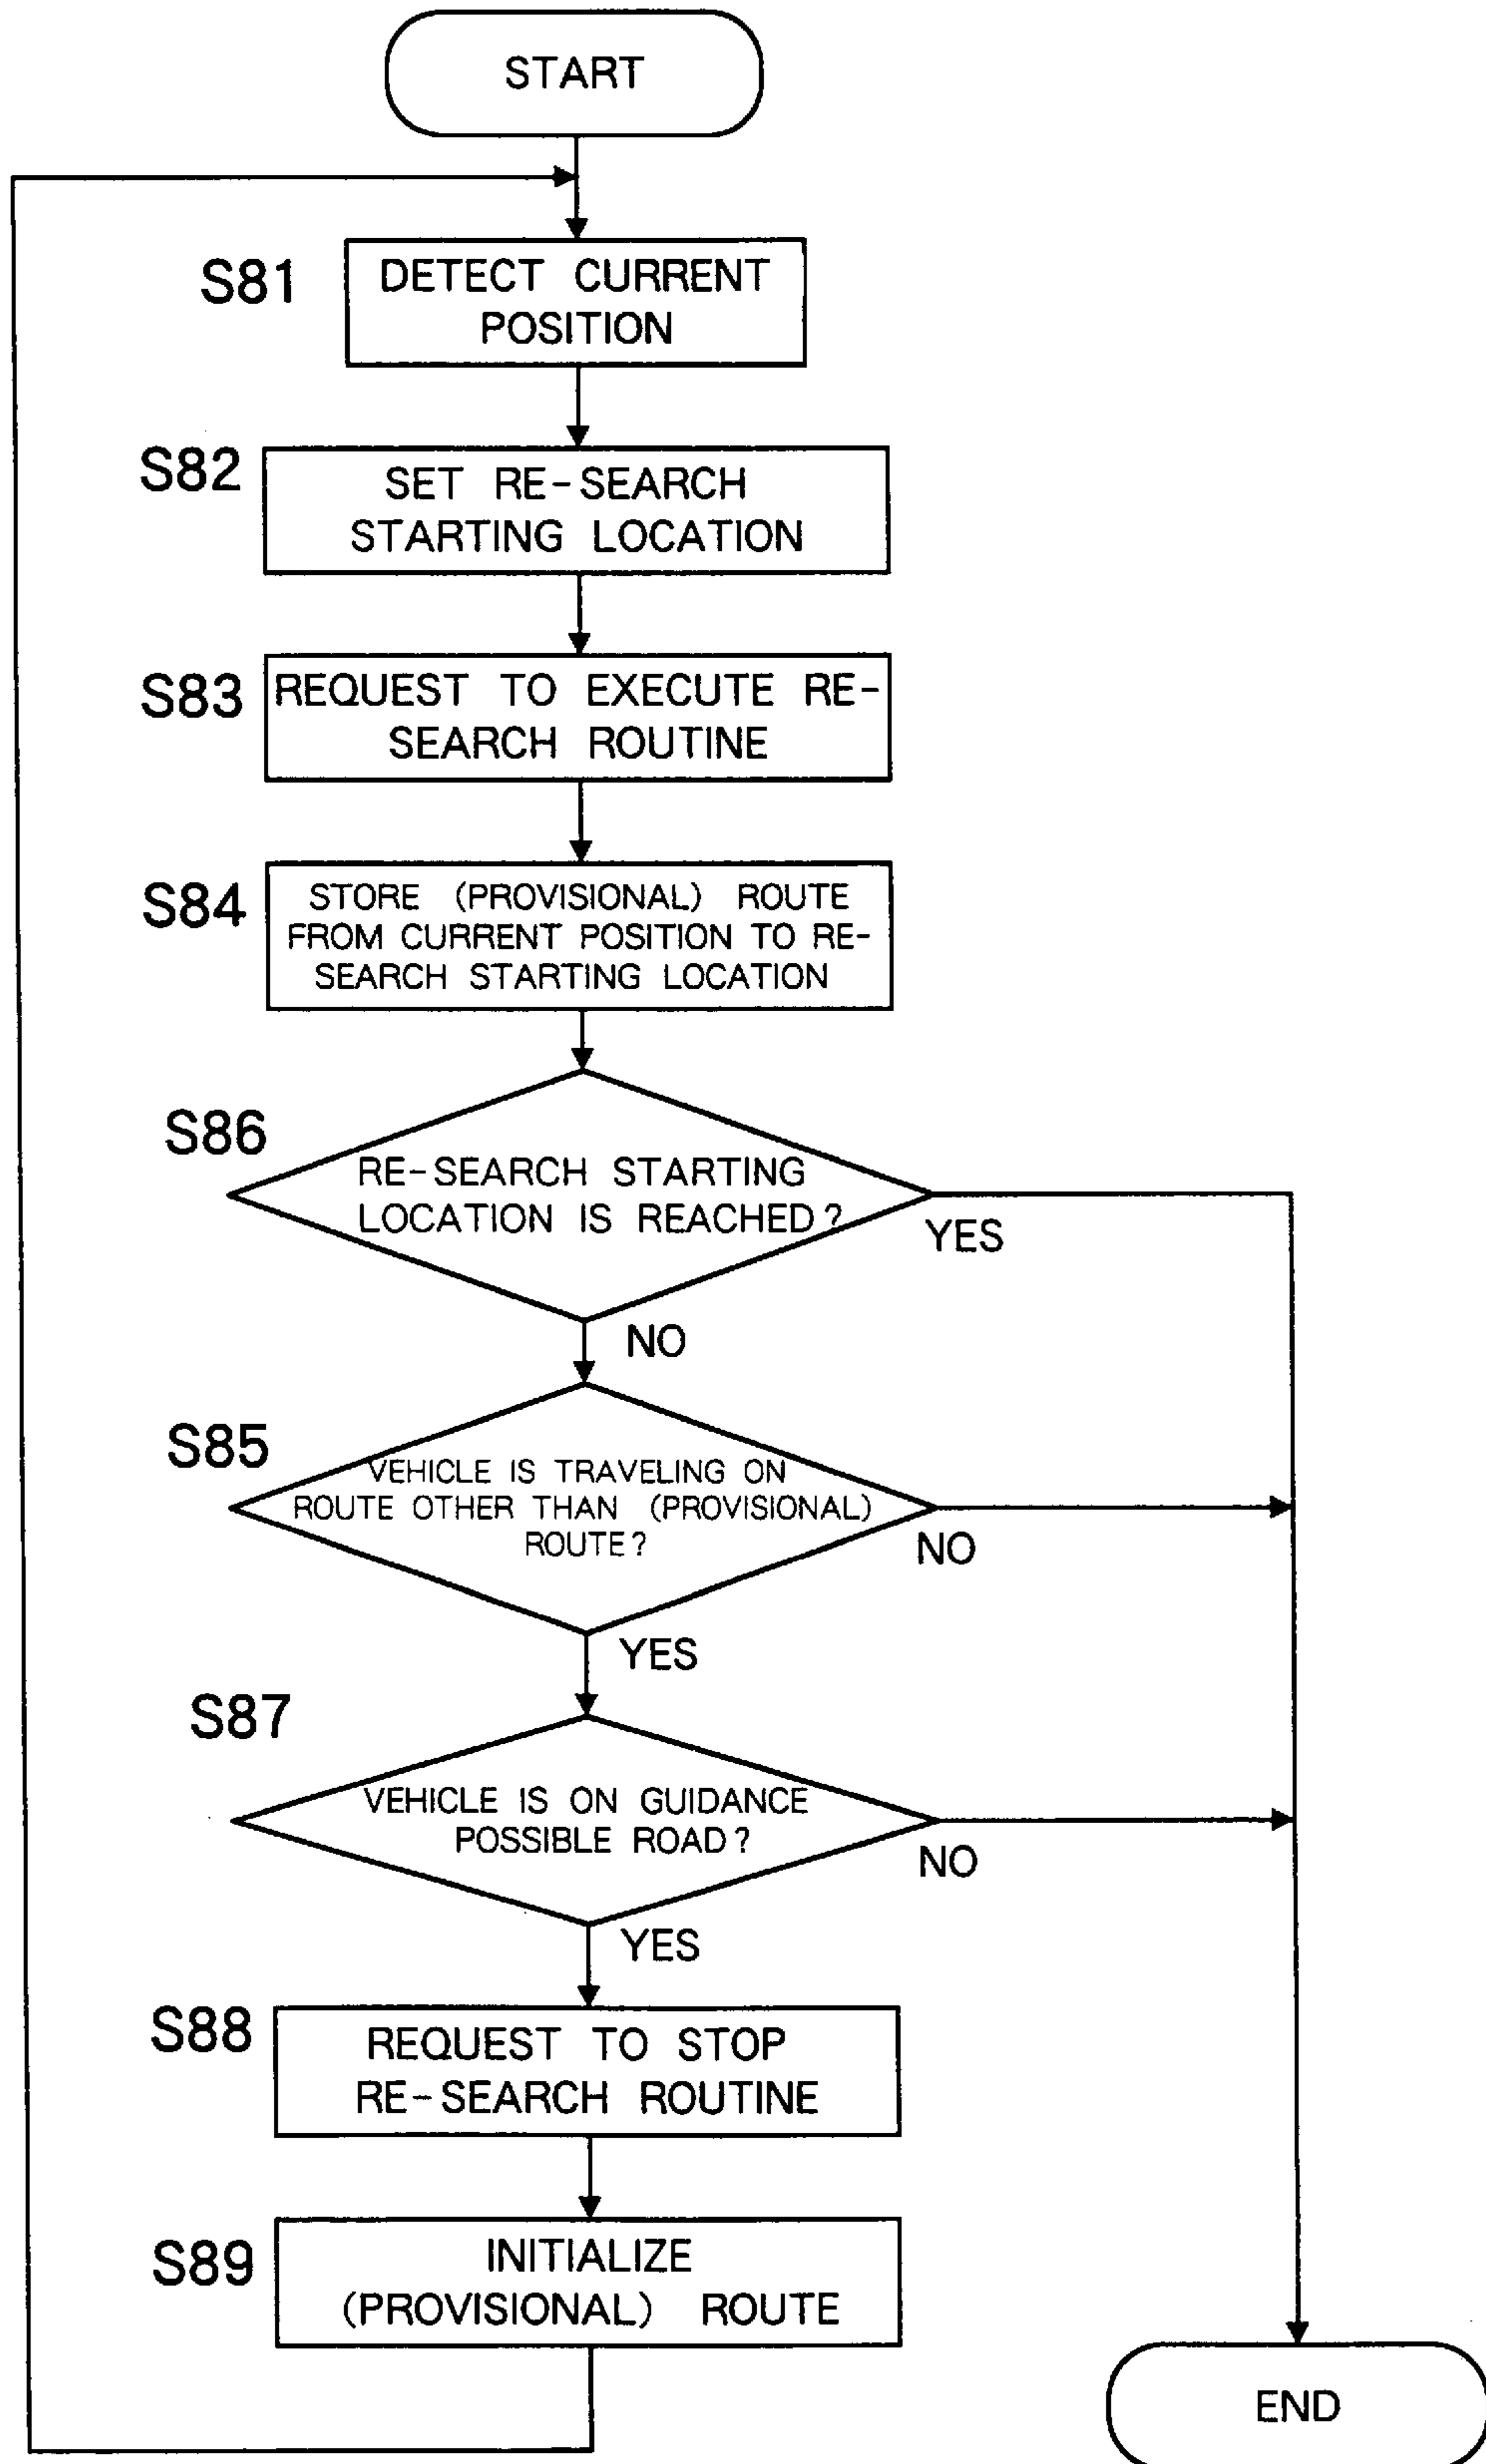 START
S81
DETECT CURRENT
POSITION
S82
SET RE-SEARCH
STARTING LOCATION
S83
REQUEST TO EXECUTE RE-
SEARCH ROUTINE
S84
STORE (PROVISIONAL) ROUTE
FROM CURRENT POSITION TO RE-
SEARCH STARTING LOCATION
S86
RE-SEARCH STARTING
LOCATION IS REACHED?
YES
NO
S85
VEHICLE IS TRAVELING ON
ROUTE OTHER THAN (PROVISIONAL)
ROUTE?
NO
YES
S87
VEHICLE IS ON GUIDANCE
POSSIBLE ROAD?
NO
YES
S88
REQUEST TO STOP
RE-SEARCH ROUTINE
S89
INITIALIZE
(PROVISIONAL) ROUTE
END